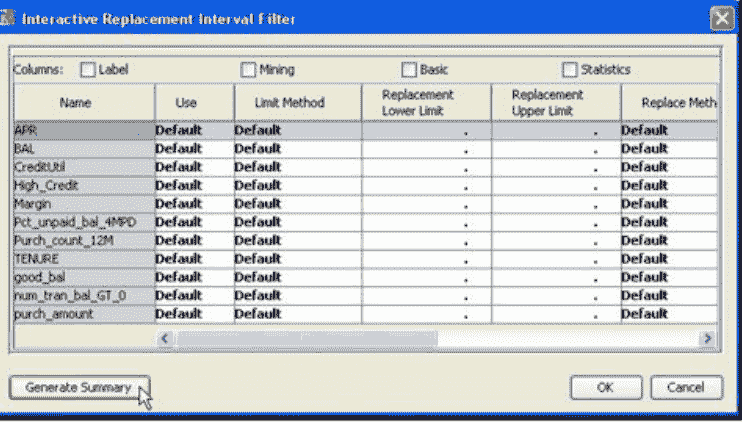 Interactive Replacement Interval Filter
Columns: Label Mining Basic Statistics
Name Use Limit Method Replacement Lower Limit Replacement Upper Limit Replace Meth
APR Default Default . . Default
BAL Default Default . . Default
CreditUtil Default Default . . Default
High_Credit Default Default . . Default
Margin Default Default . . Default
Pct_unpaid_bal_4MPD Default Default . . Default
Purch_count_12M Default Default . . Default
TENURE Default Default . . Default
good_bal Default Default . . Default
num_tran_bal_GT_0 Default Default . . Default
purch_amount Default Default . . Default
Generate Summary OK Cancel